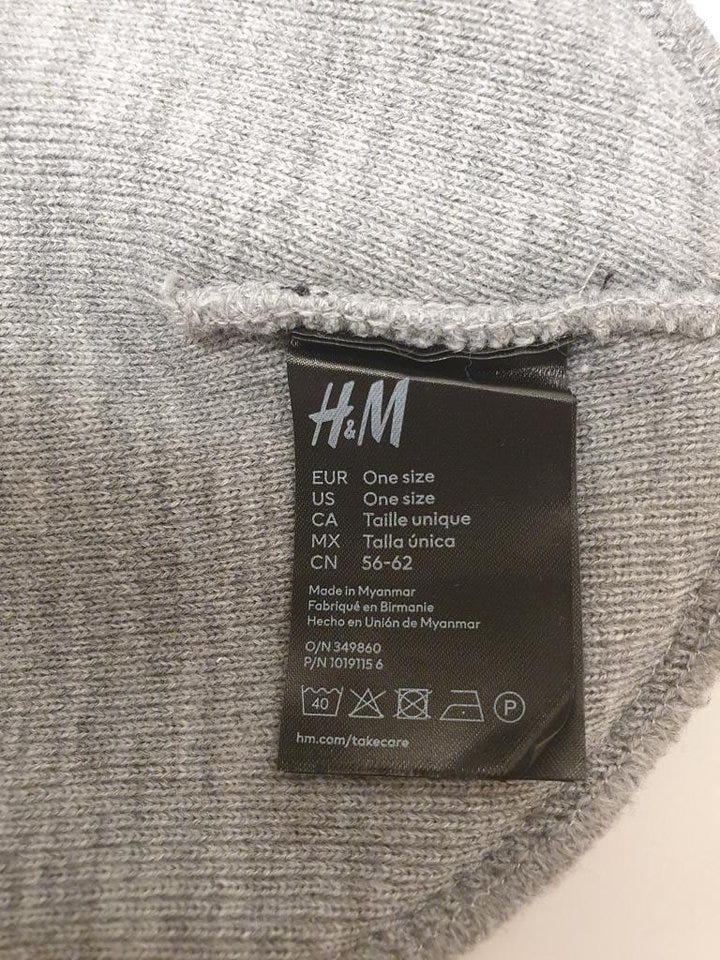 H&M
EUR One size
US One size
CA Taille unique
MX Talla única
CN 56-62
Made in Myanmar
Fabriqué en Birmanie
Hecho en Unión de Myanmar
O/N 349860
P/N 1019115 6
40 P
hm.com/takecare